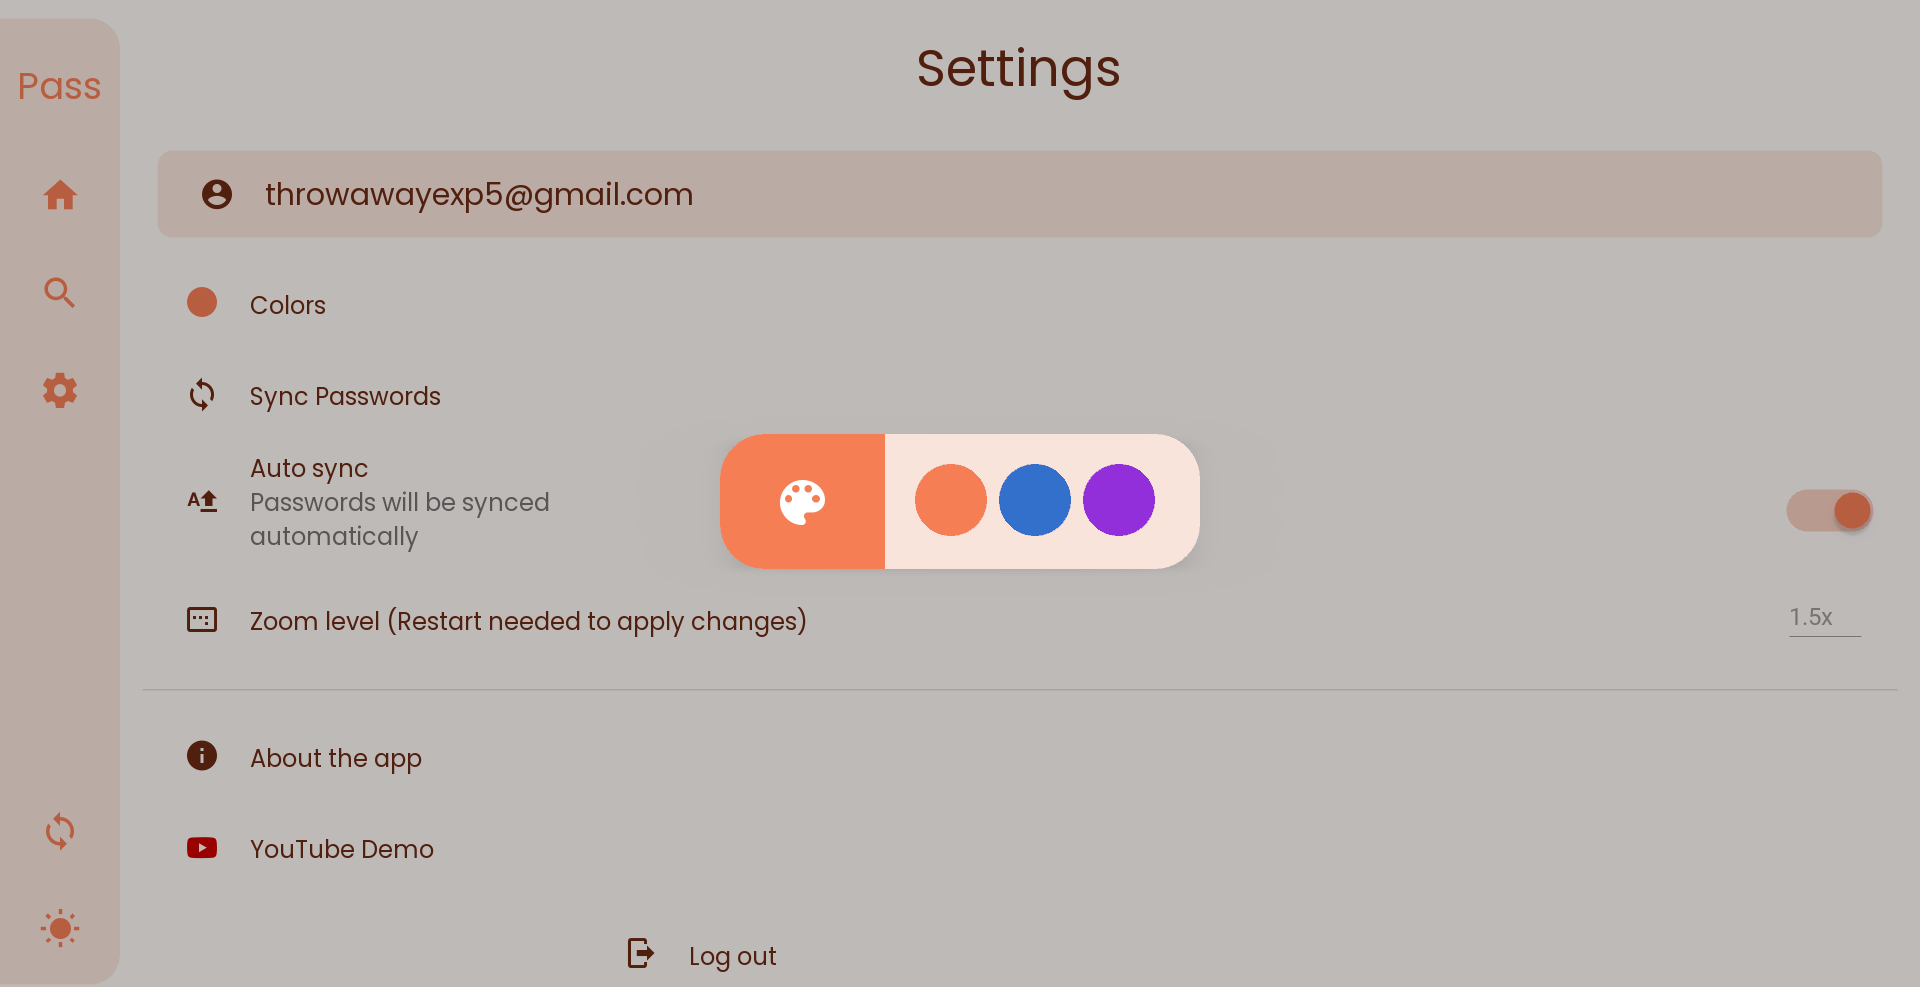 Pass
Settings
throwawayexp5@gmail.com
Colors
Sync Passwords
Auto sync
Passwords will be synced
automatically
Zoom level (Restart needed to apply changes)
1.5x
About the app
YouTube Demo
Log out